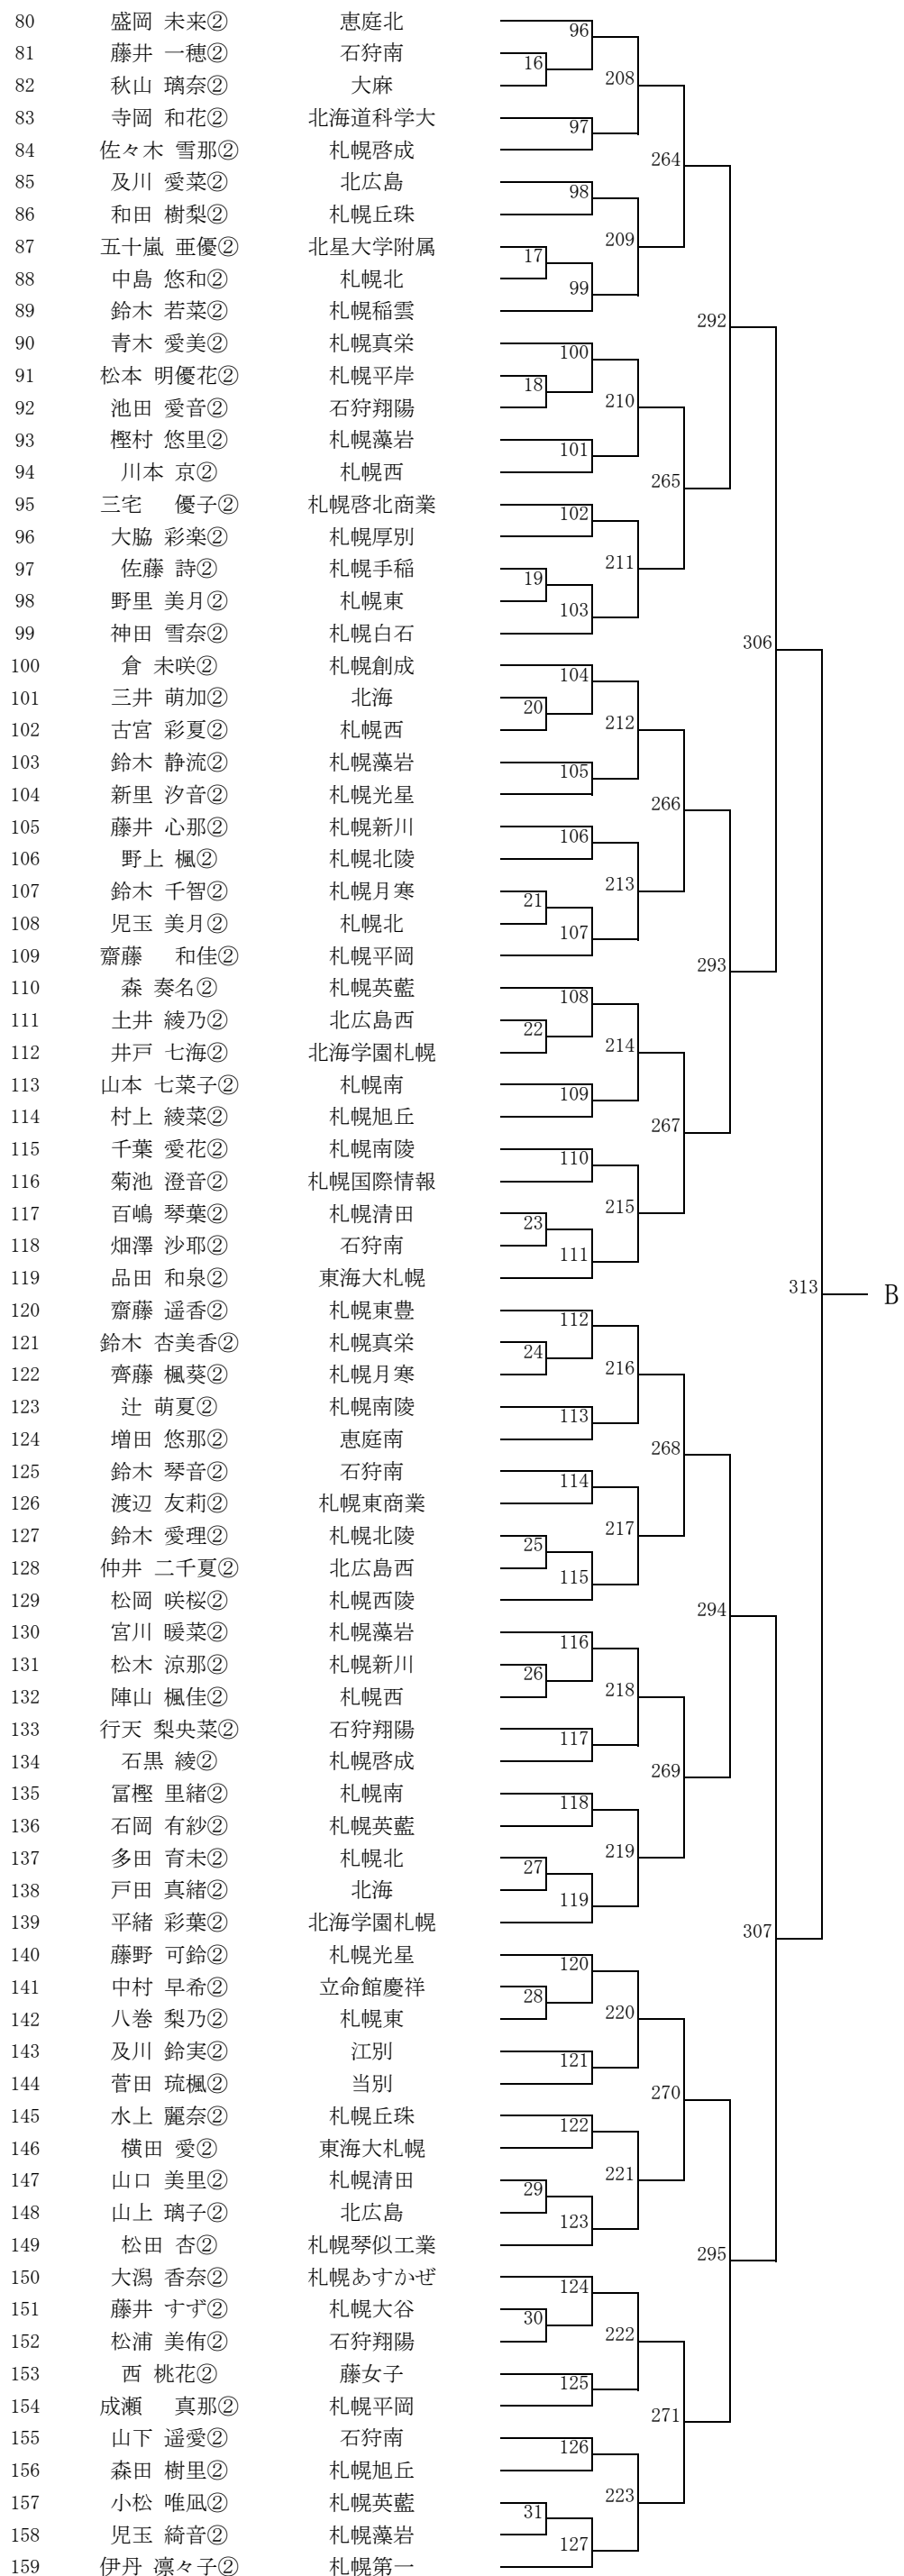 80 盛岡 未来② 恵庭北
96
81 藤井 一穂② 石狩南
16
82 秋山 璃奈② 大麻
208
83 寺岡 和花② 北海道科学大
97
84 佐々木 雪那② 札幌啓成
264
85 及川 愛菜② 北広島
98
86 和田 樹梨② 札幌丘珠
209
87 五十嵐 亜優② 北星大学附属
17
88 中島 悠和② 札幌北
99
89 鈴木 若菜② 札幌稲雲
292
90 青木 愛美② 札幌真栄
100
91 松本 明優花② 札幌平岸
18
92 池田 愛音② 石狩翔陽
210
93 樫村 悠里② 札幌藻岩
101
94 川本 京② 札幌西
265
95 三宅 優子② 札幌啓北商業
102
96 大脇 彩楽② 札幌厚別
211
97 佐藤 詩② 札幌手稲
19
98 野里 美月② 札幌東
103
99 神田 雪奈② 札幌白石
306
100 倉 未咲② 札幌創成
104
101 三井 萌加② 北海
20
102 古宮 彩夏② 札幌西
212
103 鈴木 静流② 札幌藻岩
105
104 新里 汐音② 札幌光星
266
105 藤井 心那② 札幌新川
106
106 野上 楓② 札幌北陵
213
107 鈴木 千智② 札幌月寒
21
108 児玉 美月② 札幌北
107
109 齋藤 和佳② 札幌平岡
293
110 森 奏名② 札幌英藍
108
111 土井 綾乃② 北広島西
22
112 井戸 七海② 北海学園札幌
214
113 山本 七菜子② 札幌南
109
114 村上 綾菜② 札幌旭丘
267
115 千葉 愛花② 札幌南陵
110
116 菊池 澄音② 札幌国際情報
215
117 百嶋 琴葉② 札幌清田
23
118 畑澤 沙耶② 石狩南
111
119 品田 和泉② 東海大札幌
313 B
120 齋藤 遥香② 札幌東豊
112
121 鈴木 杏美香② 札幌真栄
24
122 齊藤 楓葵② 札幌月寒
216
123 辻 萌夏② 札幌南陵
113
124 増田 悠那② 恵庭南
268
125 鈴木 琴音② 石狩南
114
126 渡辺 友莉② 札幌東商業
217
127 鈴木 愛理② 札幌北陵
25
128 仲井 二千夏② 北広島西
115
129 松岡 咲桜② 札幌西陵
294
130 宮川 暖菜② 札幌藻岩
116
131 松木 涼那② 札幌新川
26
132 陣山 楓佳② 札幌西
218
133 行天 梨央菜② 石狩翔陽
117
134 石黒 綾② 札幌啓成
269
135 冨樫 里緒② 札幌南
118
136 石岡 有紗② 札幌英藍
219
137 多田 育未② 札幌北
27
138 戸田 真緒② 北海
119
139 平緒 彩葉② 北海学園札幌
307
140 藤野 可鈴② 札幌光星
120
141 中村 早希② 立命館慶祥
28
142 八巻 梨乃② 札幌東
220
143 及川 鈴実② 江別
121
144 菅田 琉楓② 当別
270
145 水上 麗奈② 札幌丘珠
122
146 横田 愛② 東海大札幌
221
147 山口 美里② 札幌清田
29
148 山上 璃子② 北広島
123
149 松田 杏② 札幌琴似工業
295
150 大潟 香奈② 札幌あすかぜ
124
151 藤井 すず② 札幌大谷
30
152 松浦 美侑② 石狩翔陽
222
153 西 桃花② 藤女子
125
154 成瀬 真那② 札幌平岡
271
155 山下 遥愛② 石狩南
126
156 森田 樹里② 札幌旭丘
223
157 小松 唯凪② 札幌英藍
31
158 児玉 綺音② 札幌藻岩
127
159 伊丹 凛々子② 札幌第一